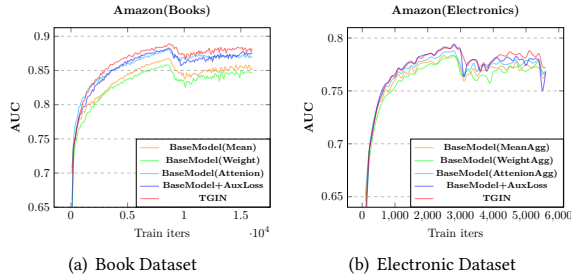 Amazon(Books)
0.9
0.85
0.8
0.75
0.7
0.65
AUC
BaseModel(Mean)
BaseModel(Weight)
BaseModel(Attenion)
BaseModel+AuxLoss
TGIN
0 0.5 1 1.5
·10^4
Train iters
(a) Book Dataset
Amazon(Electronics)
0.8
0.75
0.7
0.65
AUC
BaseModel(MeanAgg)
BaseModel(WeightAgg)
BaseModel(AttenionAgg)
BaseModel+AuxLoss
TGIN
0 1,000 2,000 3,000 4,000 5,000 6,000
Train iters
(b) Electronic Dataset